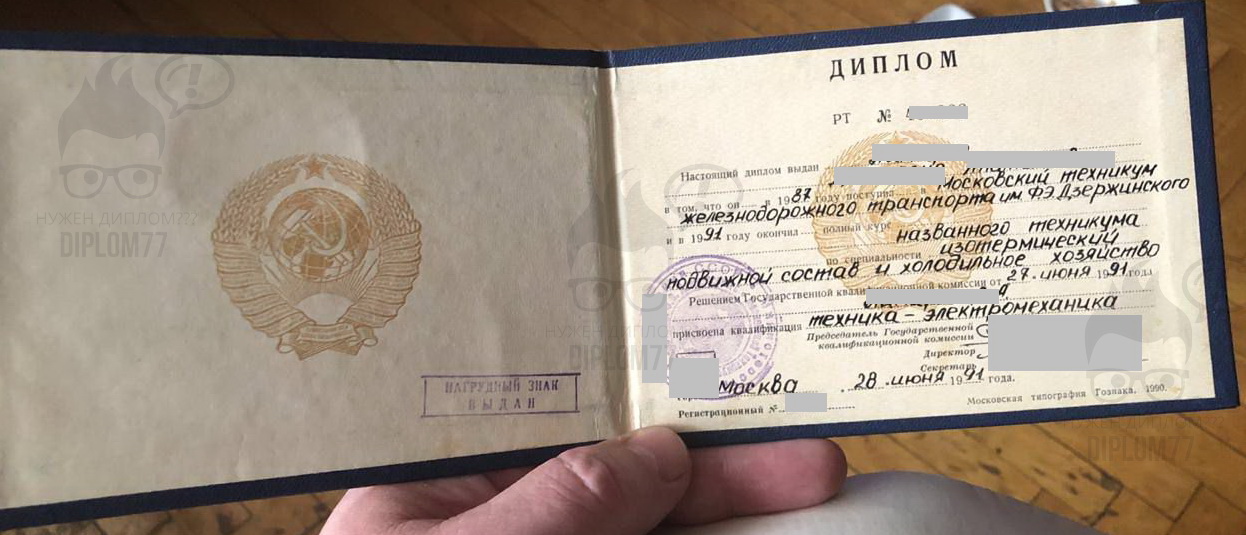 НУЖЕН ДИПЛОМ?!
DIPLOM77
НАГРУДНЫЙ ЗНАК
ВЫДАН
ДИПЛОМ
РТ №
Настоящий диплом выдан
в том, что он в 1987 году поступил в Московский техникум
железнодорожного транспорта им. Ф.Э.Дзержинского
и в 1991 году окончил полный курс названного техникума
по специальности изотермический
подвижной состав и холодильное хозяйство
Решением Государственной квалификационной комиссии от 27. июня 1991 года
присвоена квалификация техника - электромеханика
Председатель Государственной
квалификационной комиссии
Директор
Секретарь
Москва 28 . июня 1991 года.
Регистрационный №
Московская типография Гознака. 1990.
DIPLOM77
DIPLOM77